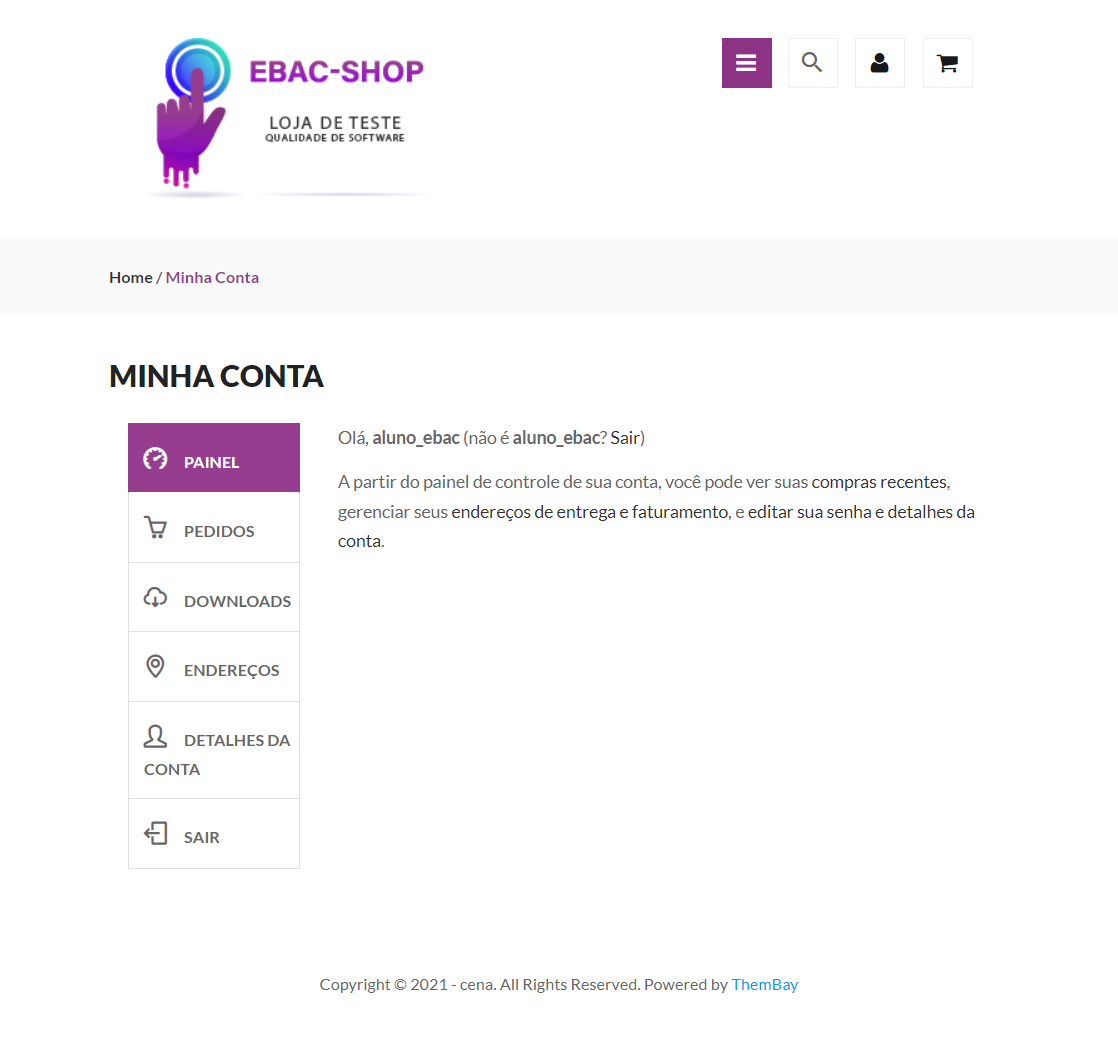 EBAC-SHOP
LOJA DE TESTE
QUALIDADE DE SOFTWARE
Home / Minha Conta
MINHA CONTA
PAINEL
PEDIDOS
DOWNLOADS
ENDEREÇOS
DETALHES DA
CONTA
SAIR
Olá, aluno_ebac (não é aluno_ebac? Sair)
A partir do painel de controle de sua conta, você pode ver suas compras recentes,
gerenciar seus endereços de entrega e faturamento, e editar sua senha e detalhes da
conta.
Copyright © 2021 - cena. All Rights Reserved. Powered by ThemBay